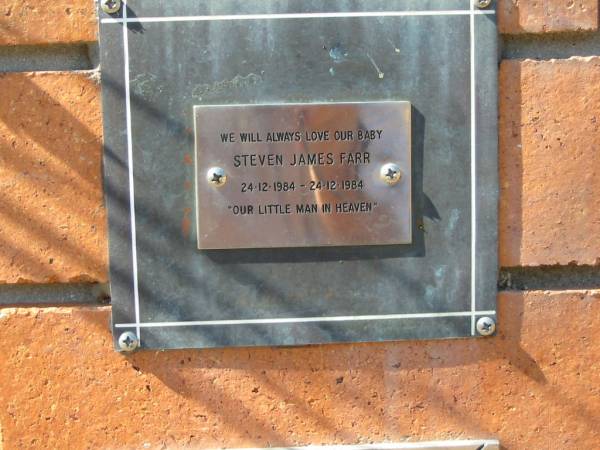 WE WILL ALWAYS LOVE OUR BABY
STEVEN JAMES FARR
24·12·1984 - 24·12·1984
"OUR LITTLE MAN IN HEAVEN"